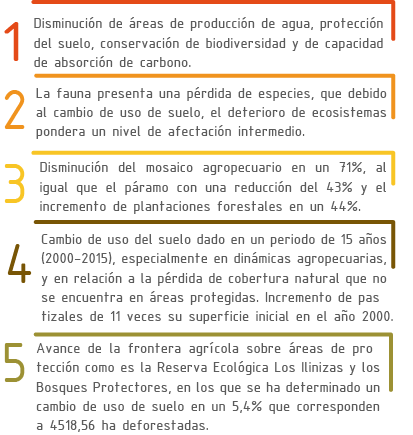 1
Disminución de áreas de producción de agua, protección
del suelo, conservación de biodiversidad y de capacidad
de absorción de carbono.
2
La fauna presenta una pérdida de especies, que debido
al cambio de uso de suelo, el deterioro de ecosistemas
pondera un nivel de afectación intermedio.
3
Disminución del mosaico agropecuario en un 71%, al
igual que el páramo con una reducción del 43% y el
incremento de plantaciones forestales en un 44%.
4
Cambio de uso del suelo dado en un periodo de 15 años
(2000-2015), especialmente en dinámicas agropecuarias,
y en relación a la pérdida de cobertura natural que no
se encuentra en áreas protegidas. Incremento de pas
tizales de 11 veces su superficie inicial en el año 2000.
5
Avance de la frontera agrícola sobre áreas de pro
tección como es la Reserva Ecológica Los Ilinizas y los
Bosques Protectores, en los que se ha determinado un
cambio de uso de suelo en un 5,4% que corresponden
a 4518,56 ha deforestadas.